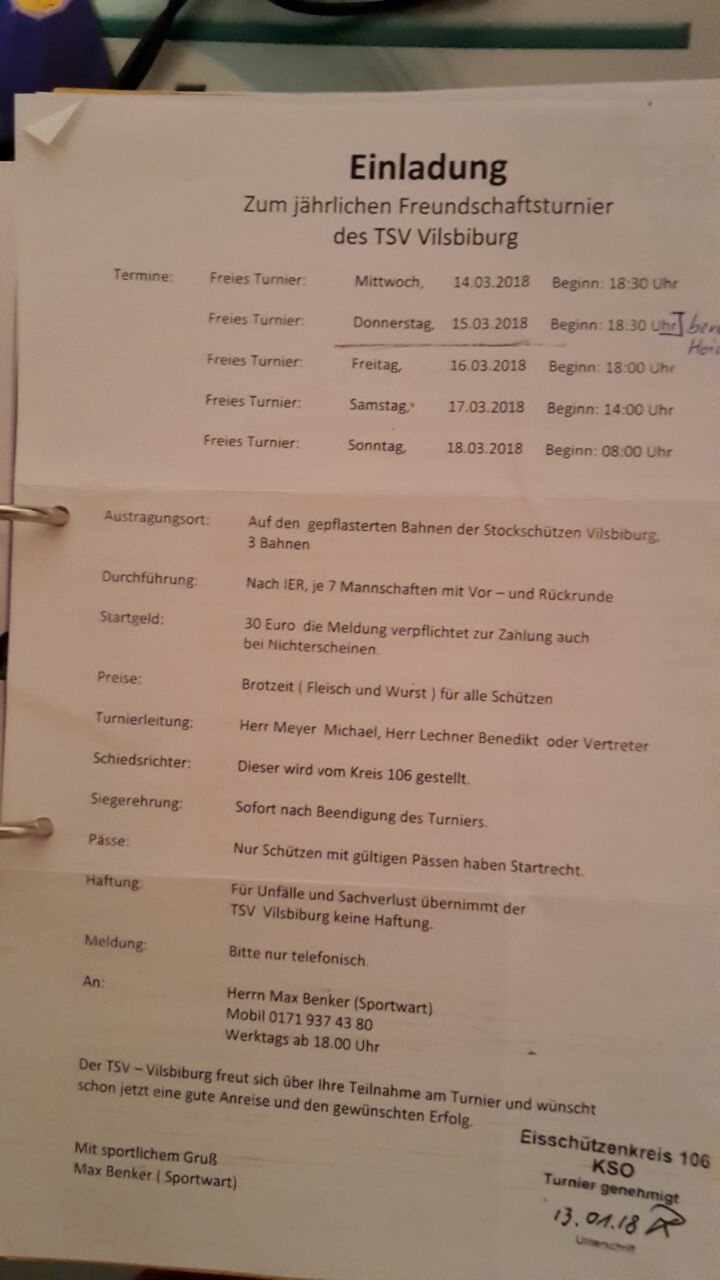 Einladung
Zum jährlichen Freundschaftsturnier
des TSV Vilsbiburg
Termine: Freies Turnier: Mittwoch, 14.03.2018 Beginn: 18:30 Uhr
Freies Turnier: Donnerstag, 15.03.2018 Beginn: 18:30 Uhr
Freies Turnier: Freitag, 16.03.2018 Beginn: 18:00 Uhr
Freies Turnier: Samstag, 17.03.2018 Beginn: 14:00 Uhr
Freies Turnier: Sonntag, 18.03.2018 Beginn: 08:00 Uhr
Austragungsort: Auf den gepflasterten Bahnen der Stockschützen Vilsbiburg,
3 Bahnen
Durchführung: Nach IER, je 7 Mannschaften mit Vor – und Rückrunde
Startgeld: 30 Euro die Meldung verpflichtet zur Zahlung auch
bei Nichterscheinen.
Preise: Brotzeit ( Fleisch und Wurst ) für alle Schützen
Turnierleitung: Herr Meyer Michael, Herr Lechner Benedikt oder Vertreter
Schiedsrichter: Dieser wird vom Kreis 106 gestellt.
Siegerehrung: Sofort nach Beendigung des Turniers.
Pässe: Nur Schützen mit gültigen Pässen haben Startrecht.
Haftung: Für Unfälle und Sachverlust übernimmt der
TSV Vilsbiburg keine Haftung.
Meldung: Bitte nur telefonisch.
An: Herrn Max Benker (Sportwart)
Mobil 0171 937 43 80
Werktags ab 18.00 Uhr
Der TSV – Vilsbiburg freut sich über Ihre Teilnahme am Turnier und wünscht
schon jetzt eine gute Anreise und den gewünschten Erfolg.
Mit sportlichem Gruß
Max Benker ( Sportwart)
Eisschützenkreis 106
KSO
Turnier genehmigt
13.01.18
Unterschrift